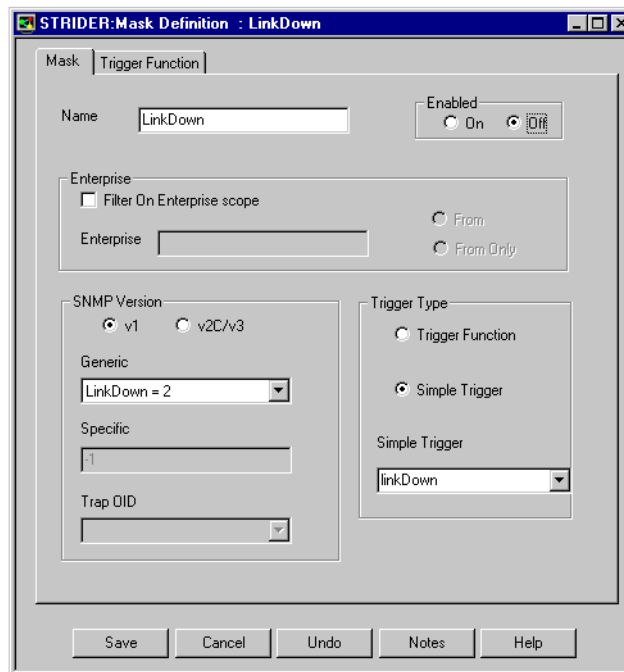 STRIDER:Mask Definition : LinkDown
Mask
Trigger Function
Name
LinkDown
Enabled
On
Off
Enterprise
Filter On Enterprise scope
Enterprise
From
From Only
SNMP Version
v1
v2C/v3
Generic
LinkDown = 2
Specific
-1
Trap OID
Trigger Type
Trigger Function
Simple Trigger
Simple Trigger
linkDown
Save
Cancel
Undo
Notes
Help